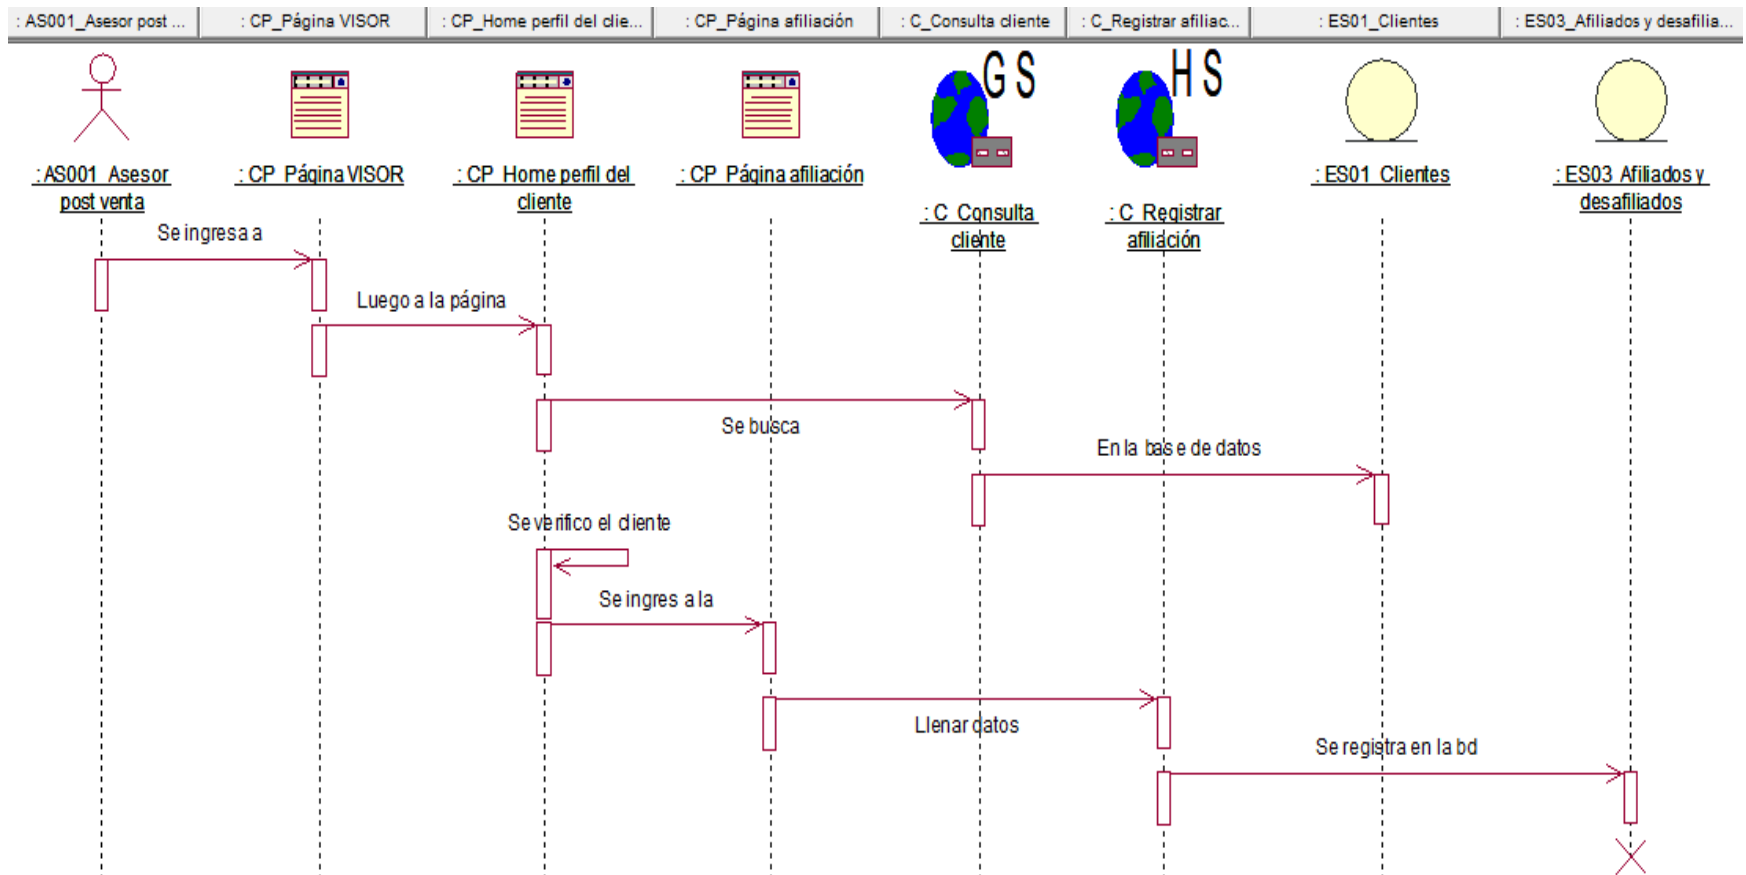 : AS001_Asesor post ...
: CP_Página VISOR
: CP_Home perfil del clie...
: CP_Página afiliación
: C_Consulta cliente
: C_Registrar afiliac...
: ES01_Clientes
: ES03_Afiliados y desafilia...
G S
H S
: AS001_Asesor
post venta
: CP_Página VISOR
: CP_Home perfil del
cliente
: CP_Página afiliación
: C_Consulta
cliente
: C_Registrar
afiliación
: ES01_Clientes
: ES03_Afiliados y
desafiliados
Se ingresa a
Luego a la página
Se busca
En la base de datos
Se verifico el cliente
Se ingresa la
Llenar datos
Se registra en la bd